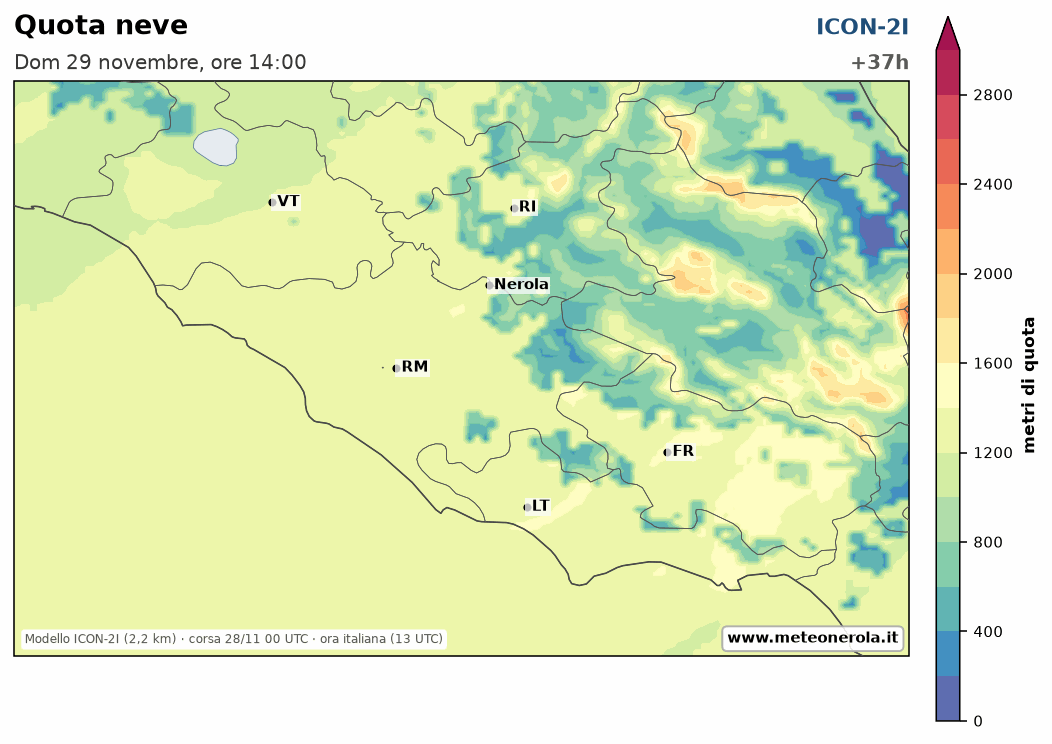 Quota neve
ICON-2I
Dom 29 novembre, ore 14:00
+37h
VT
RI
Nerola
RM
FR
LT
Modello ICON-2I (2,2 km) · corsa 28/11 00 UTC · ora italiana (13 UTC)
www.meteonerola.it
2800
2400
2000
1600
1200
800
400
0
metri di quota